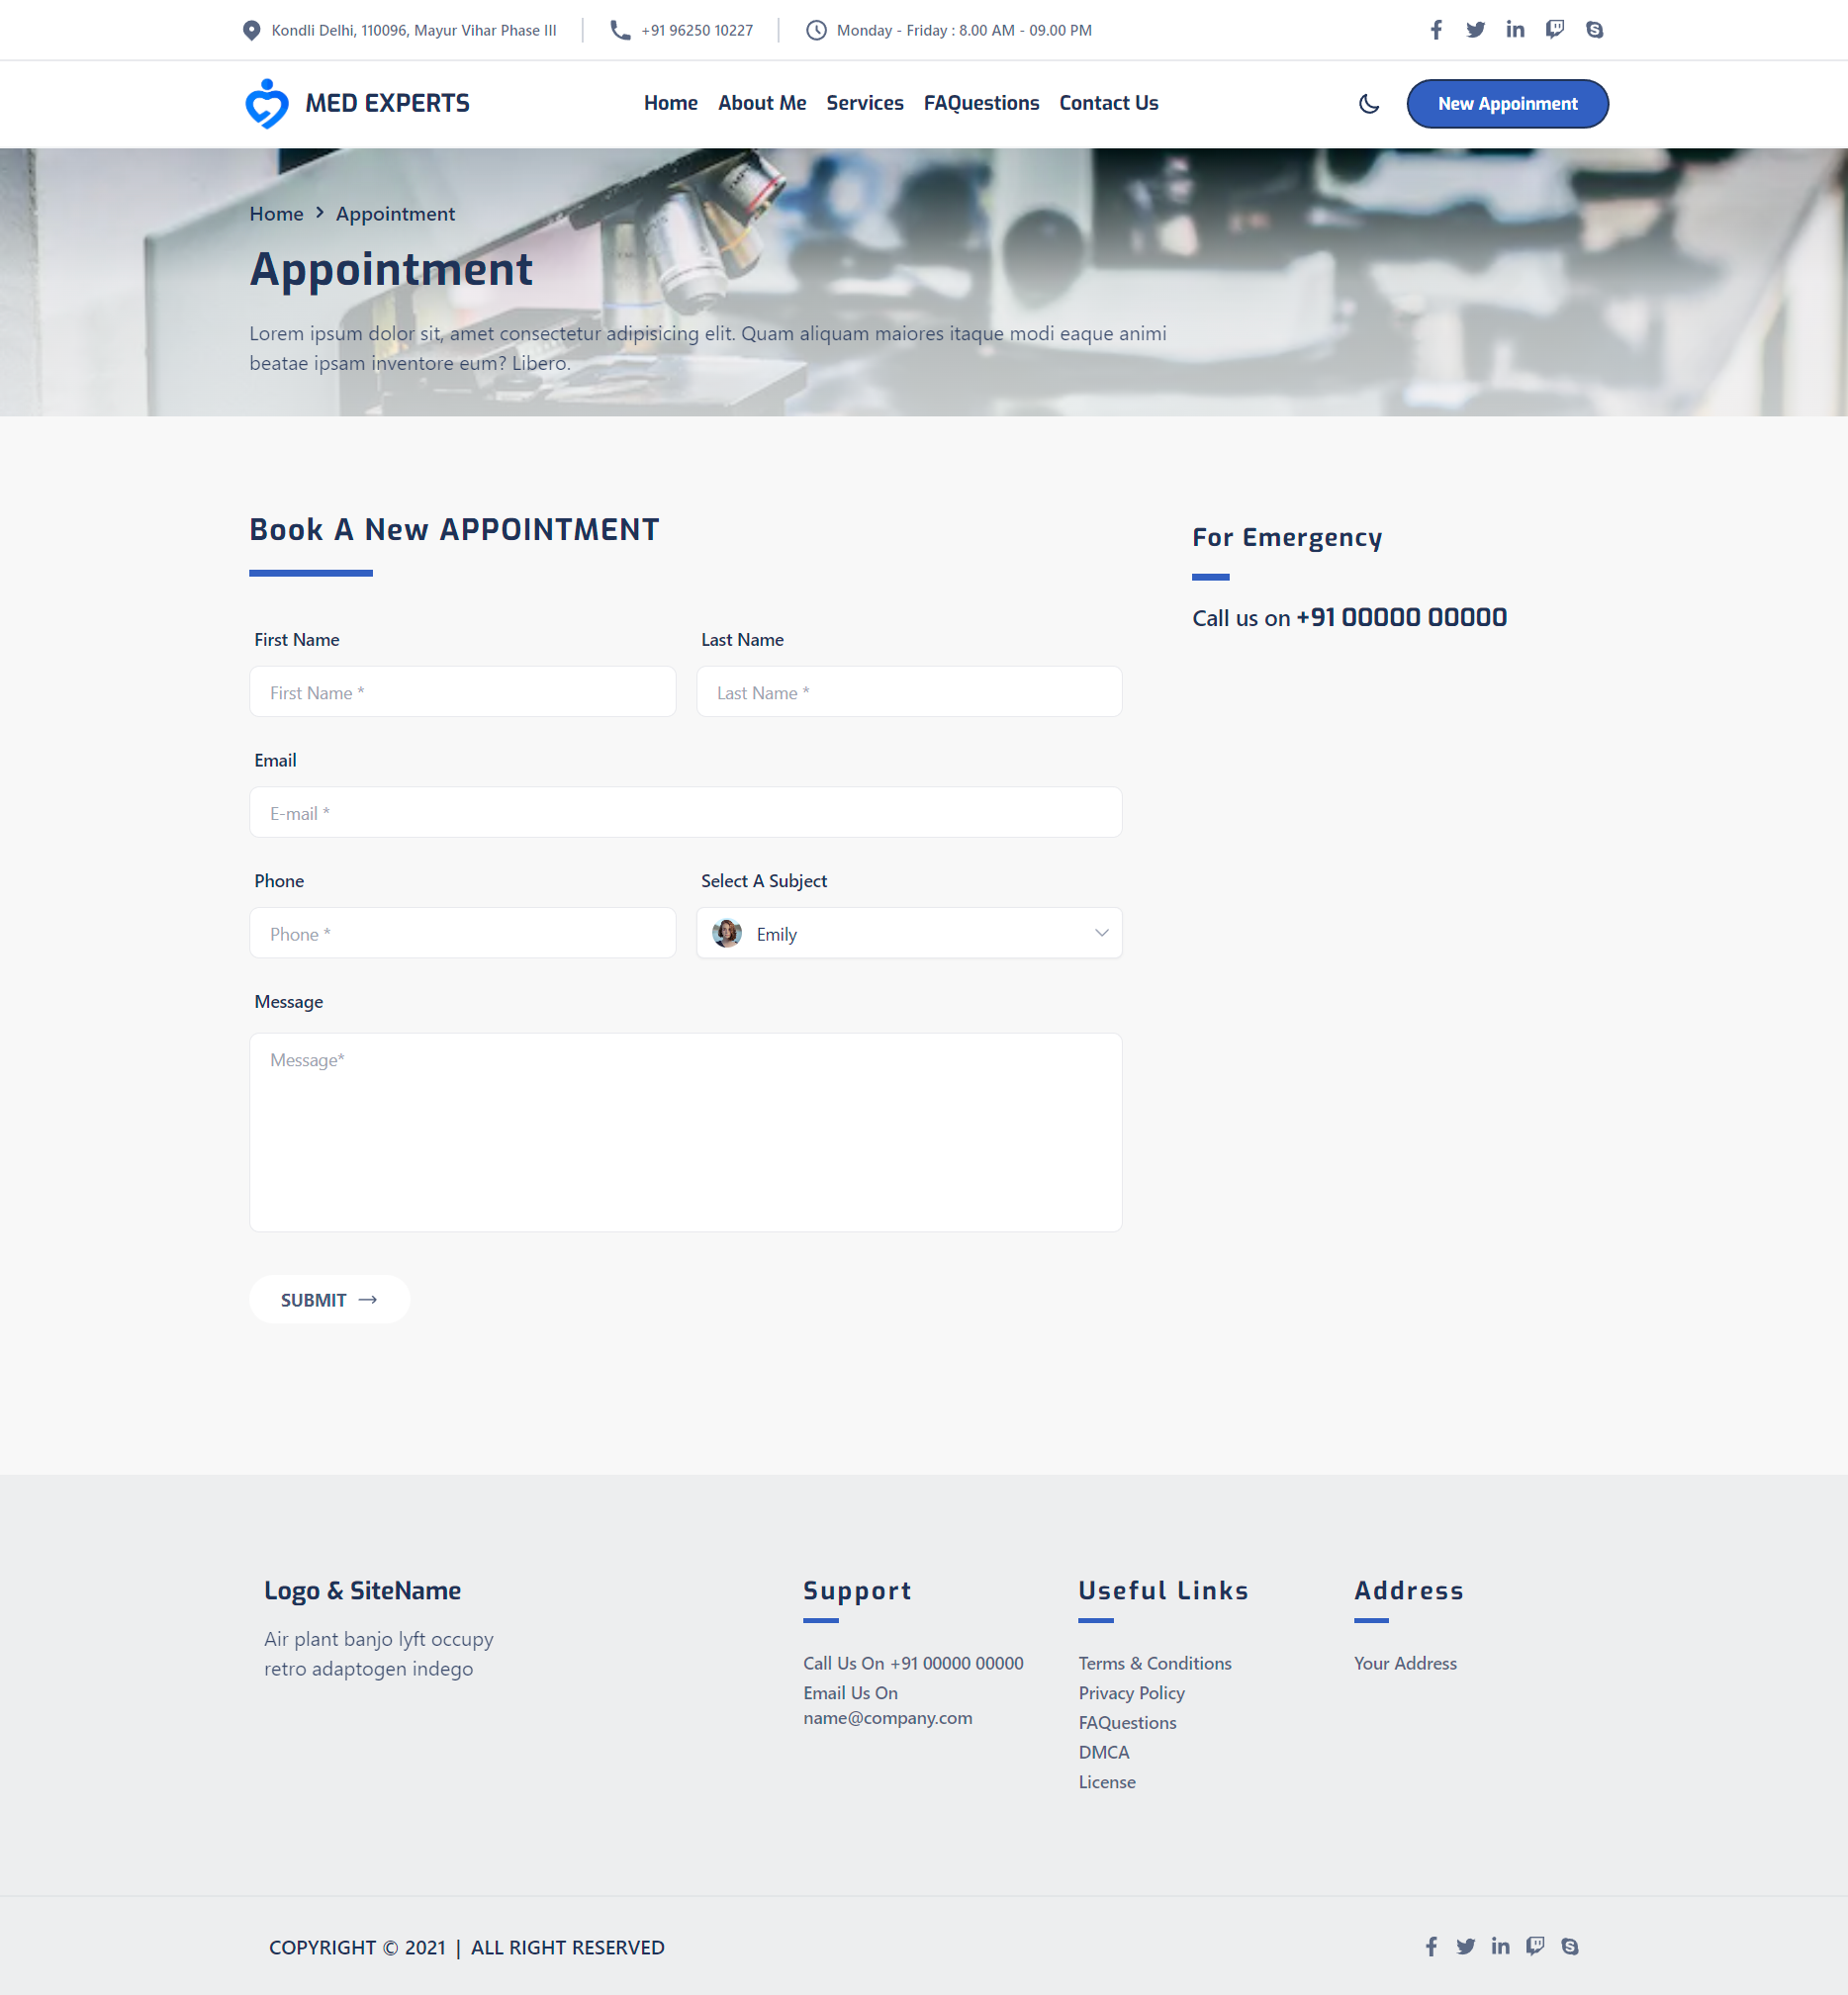 Kondli Delhi, 110096, Mayur Vihar Phase III
+91 96250 10227
Monday - Friday : 8.00 AM - 09.00 PM
MED EXPERTS
Home
About Me
Services
FAQuestions
Contact Us
New Appoinment
Home > Appointment
Appointment
Lorem ipsum dolor sit, amet consectetur adipisicing elit. Quam aliquam maiores itaque modi eaque animi
beatae ipsam inventore eum? Libero.
Book A New APPOINTMENT
First Name
Last Name
First Name *
Last Name *
Email
E-mail *
Phone
Select A Subject
Phone *
Emily
Message
Message*
SUBMIT
For Emergency
Call us on +91 00000 00000
Logo & SiteName
Air plant banjo lyft occupy
retro adaptogen indego
Support
Call Us On +91 00000 00000
Email Us On
name@company.com
Useful Links
Terms & Conditions
Privacy Policy
FAQuestions
DMCA
License
Address
Your Address
COPYRIGHT © 2021 | ALL RIGHT RESERVED